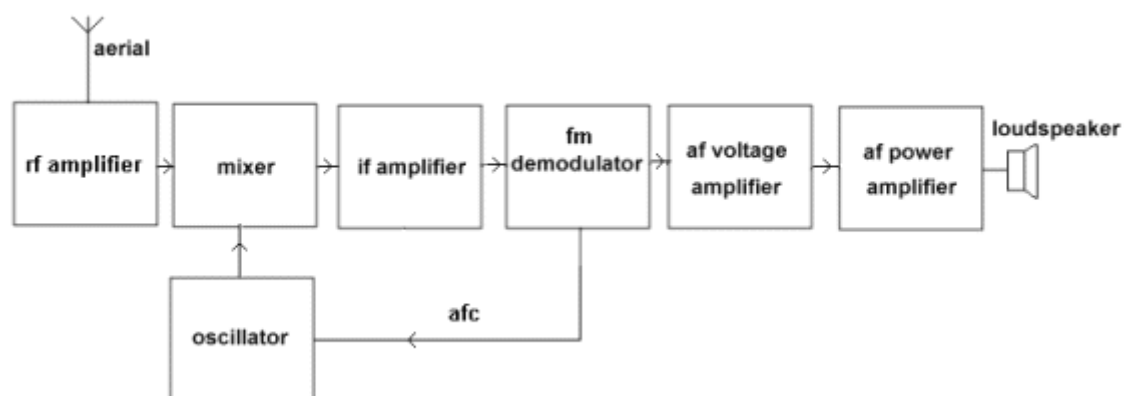 aerial
rf amplifier
mixer
if amplifier
fm
demodulator
af voltage
amplifier
af power
amplifier
loudspeaker
oscillator
afc